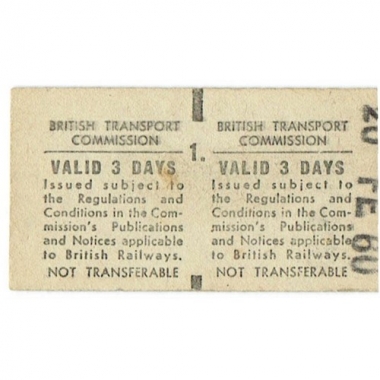 BRITISH TRANSPORT
COMMISSION
VALID 3 DAYS
Issued subject to
the Regulations and
Conditions in the Com-
mission's Publications
and Notices applicable
to British Railways.
NOT TRANSFERABLE
1.
BRITISH TRANSPORT
COMMISSION
VALID 3 DAYS
Issued subject to
the Regulations and
Conditions in the Com-
mission's Publications
and Notices applicable
to British Railways.
NOT TRANSFERABLE
20 FE 60